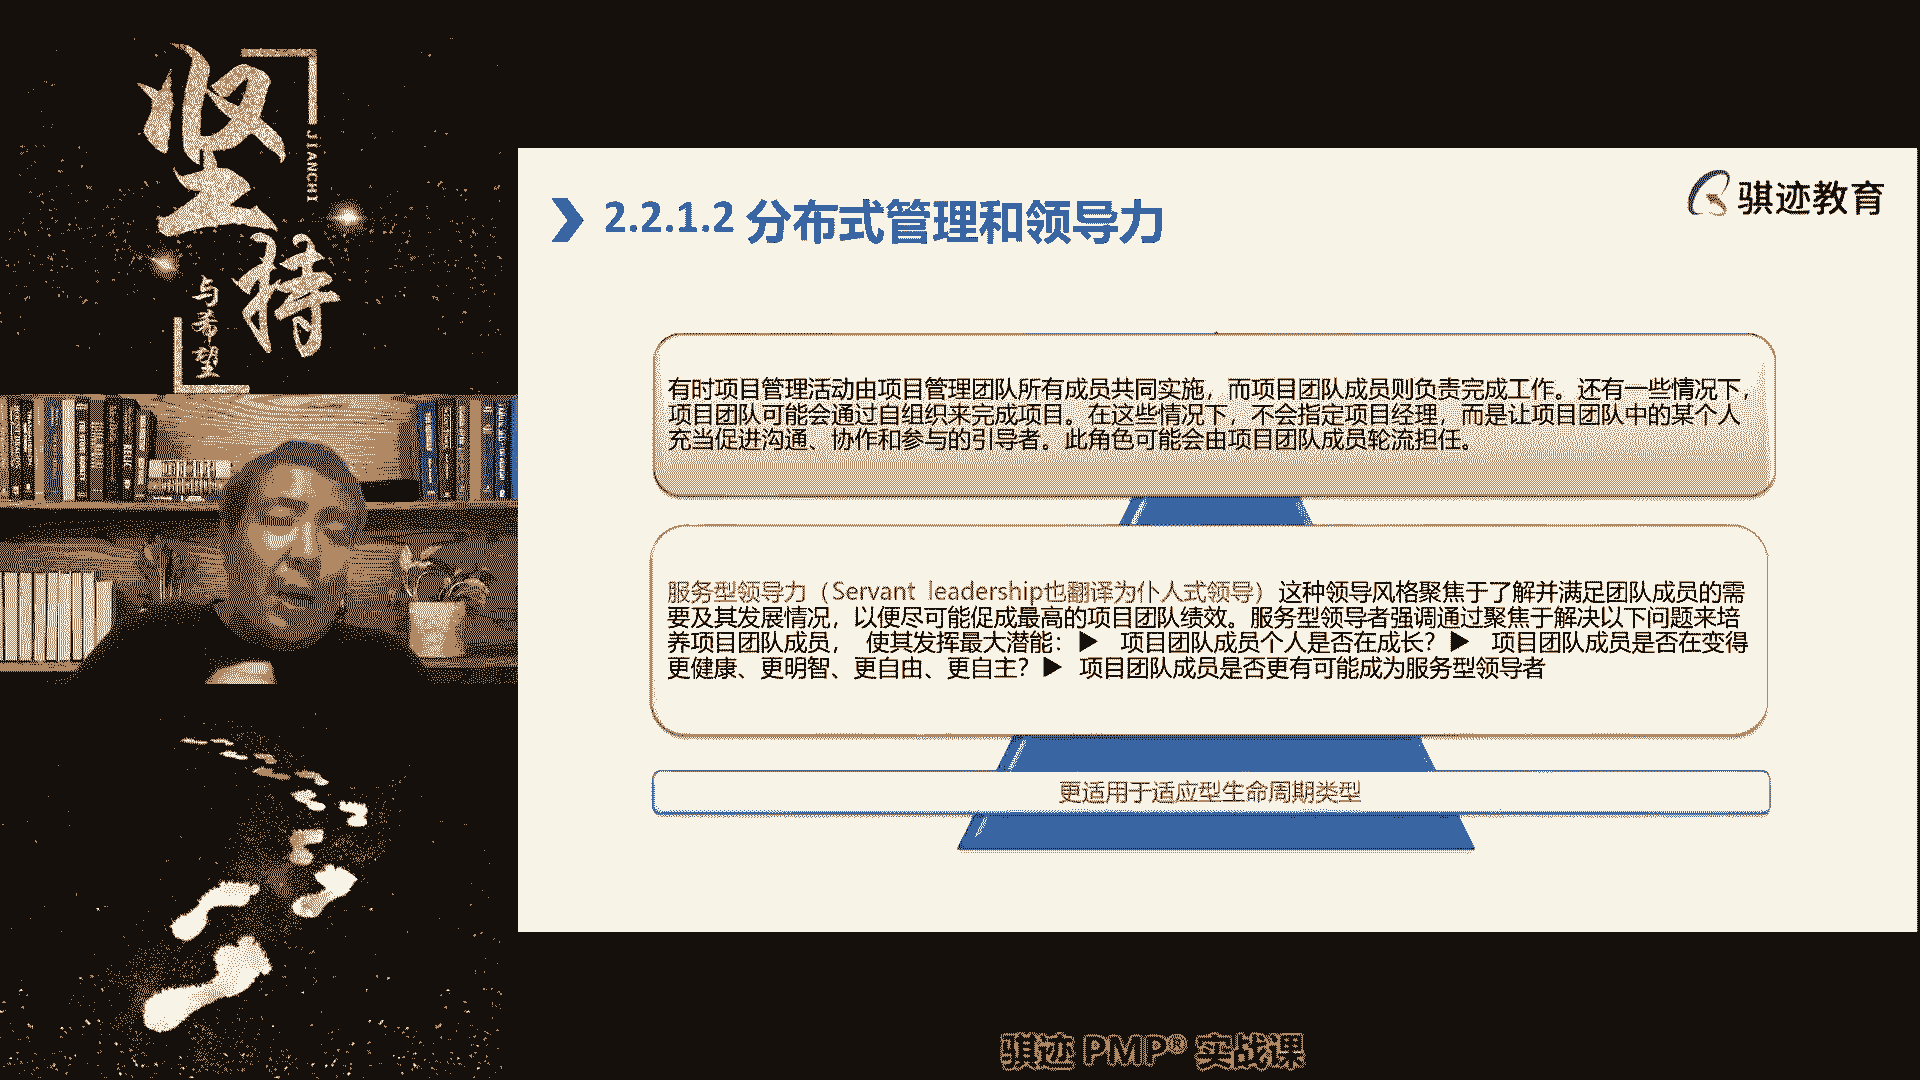 坚持
JIANCHI
与希望
骐迹教育
2.2.1.2 分布式管理和领导力
有时项目管理活动由项目管理团队所有成员共同实施，而项目团队成员则负责完成工作。还有一些情况下，
项目团队可能会通过自组织来完成项目。在这些情况下，不会指定项目经理，而是让项目团队中的某个人
充当促进沟通、协作和参与的引导者。此角色可能会由项目团队成员轮流担任。
服务型领导力（Servant leadership也翻译为仆人式领导）这种领导风格聚焦于了解并满足团队成员的需
要及其发展情况，以便尽可能促成最高的项目团队绩效。服务型领导者强调通过聚焦于解决以下问题来培
养项目团队成员， 使其发挥最大潜能：▶ 项目团队成员个人是否在成长？▶ 项目团队成员是否在变得
更健康、更明智、更自由、更自主？▶ 项目团队成员是否更有可能成为服务型领导者
更适用于适应型生命周期类型
骐迹 PMP® 实战课